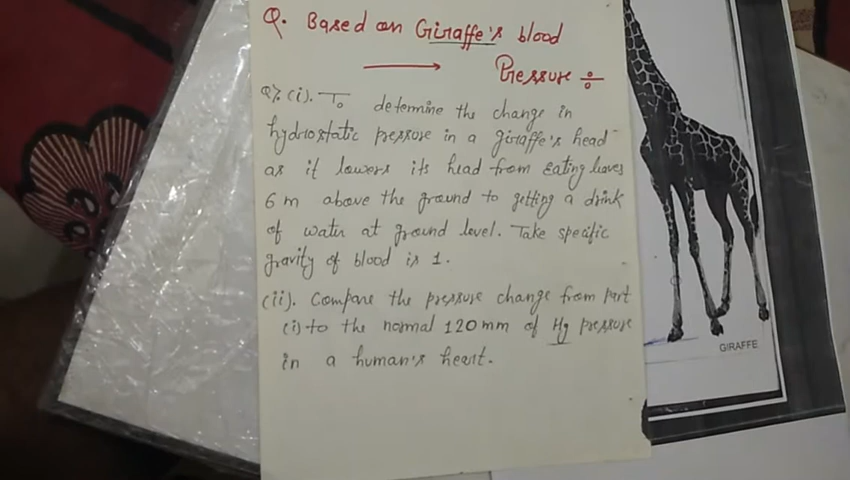 Q. Based on Giraffe's blood
→ Pressure ÷
Q1. (i). To determine the change in
hydrostatic pressure in a giraffe's head
as it lowers its head from eating leaves
6 m above the ground to getting a drink
of water at ground level. Take specific
gravity of blood is 1.
(ii). Compare the pressure change from part
(i) to the normal 120 mm of Hg pressure
in a human's heart.
GIRAFFE